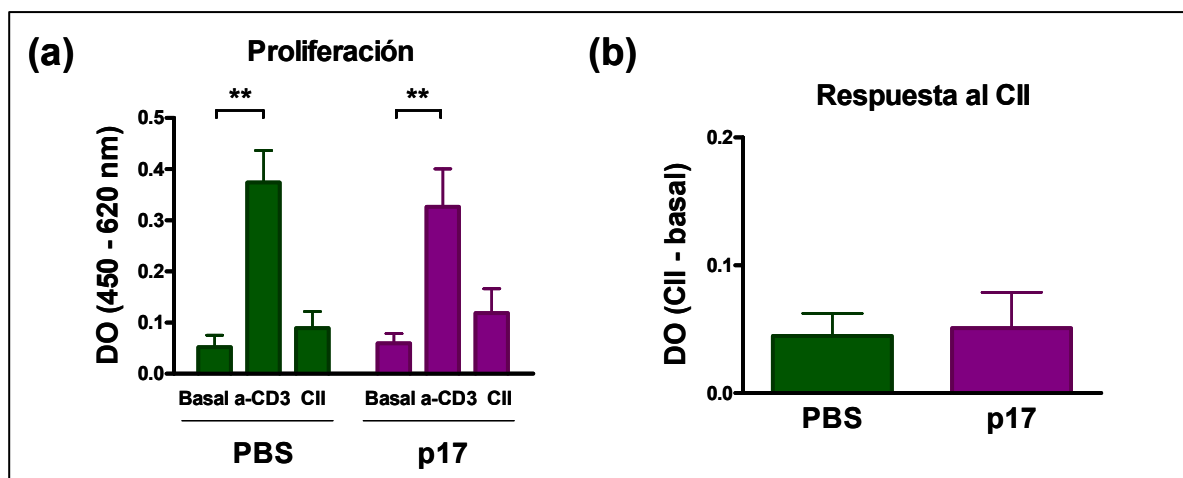 (a)
Proliferación
**
**
DO (450 - 620 nm)
0.5
0.4
0.3
0.2
0.1
0.0
Basal a-CD3 CII
Basal a-CD3 CII
PBS
p17
(b)
Respuesta al CII
DO (CII - basal)
0.2
0.1
0.0
PBS
p17